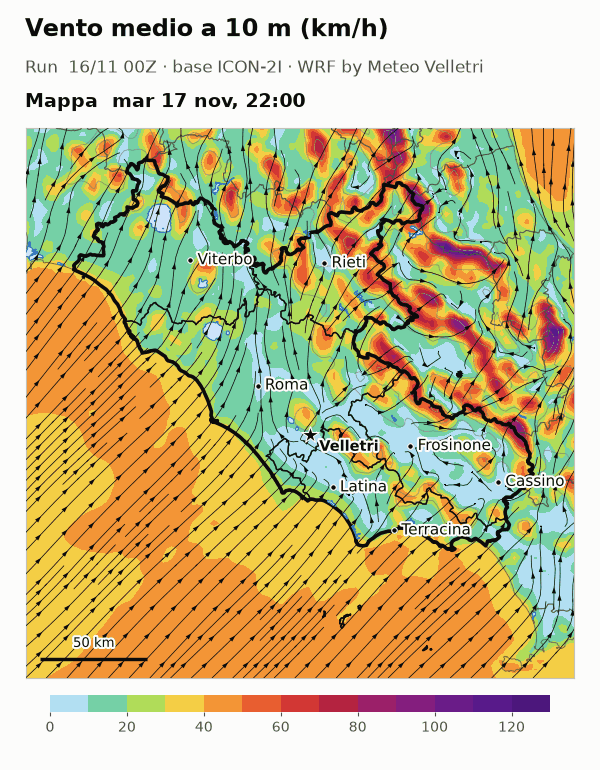 Vento medio a 10 m (km/h)
Run 16/11 00Z · base ICON-2I · WRF by Meteo Velletri
Mappa mar 17 nov, 22:00
Viterbo
Rieti
Roma
Velletri
Frosinone
Latina
Cassino
Terracina
50 km
0 20 40 60 80 100 120